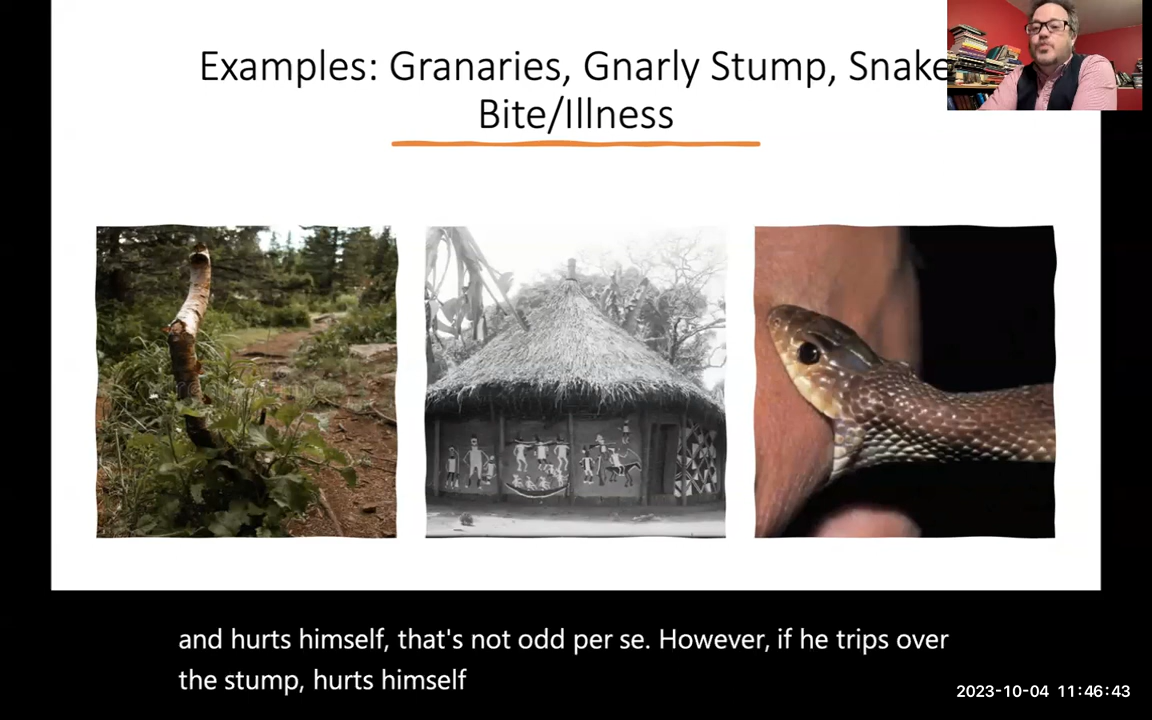 Examples: Granaries, Gnarly Stump, Snake
Bite/Illness
and hurts himself, that's not odd per se. However, if he trips over
the stump, hurts himself
2023-10-04 11:46:43